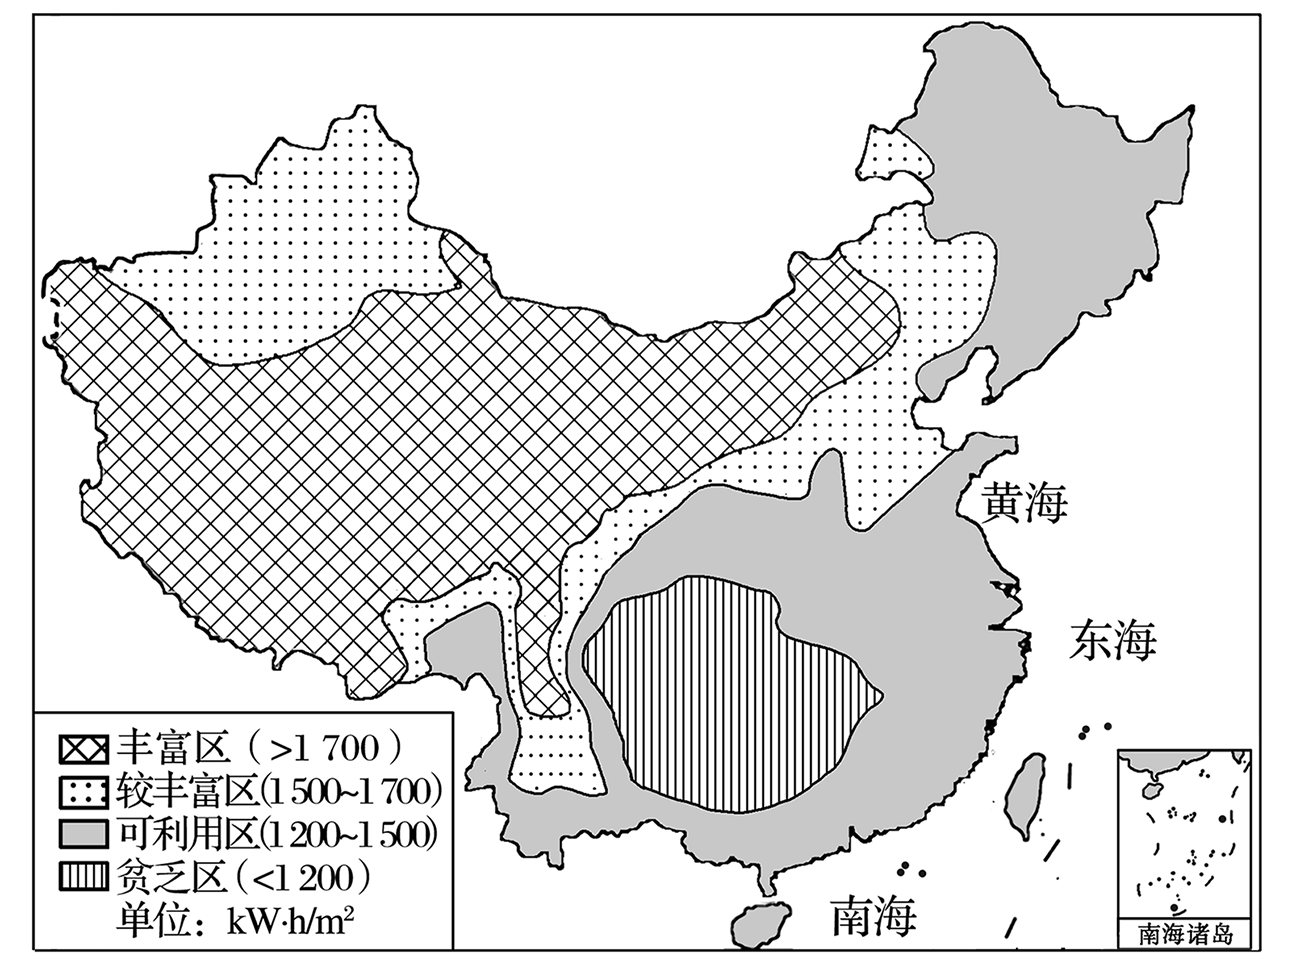 黄海
东海
南海
丰富区（>1 700）
较丰富区(1 500~1 700)
可利用区(1 200~1 500)
贫乏区(<1 200)
单位：kW·h/m²
南海诸岛